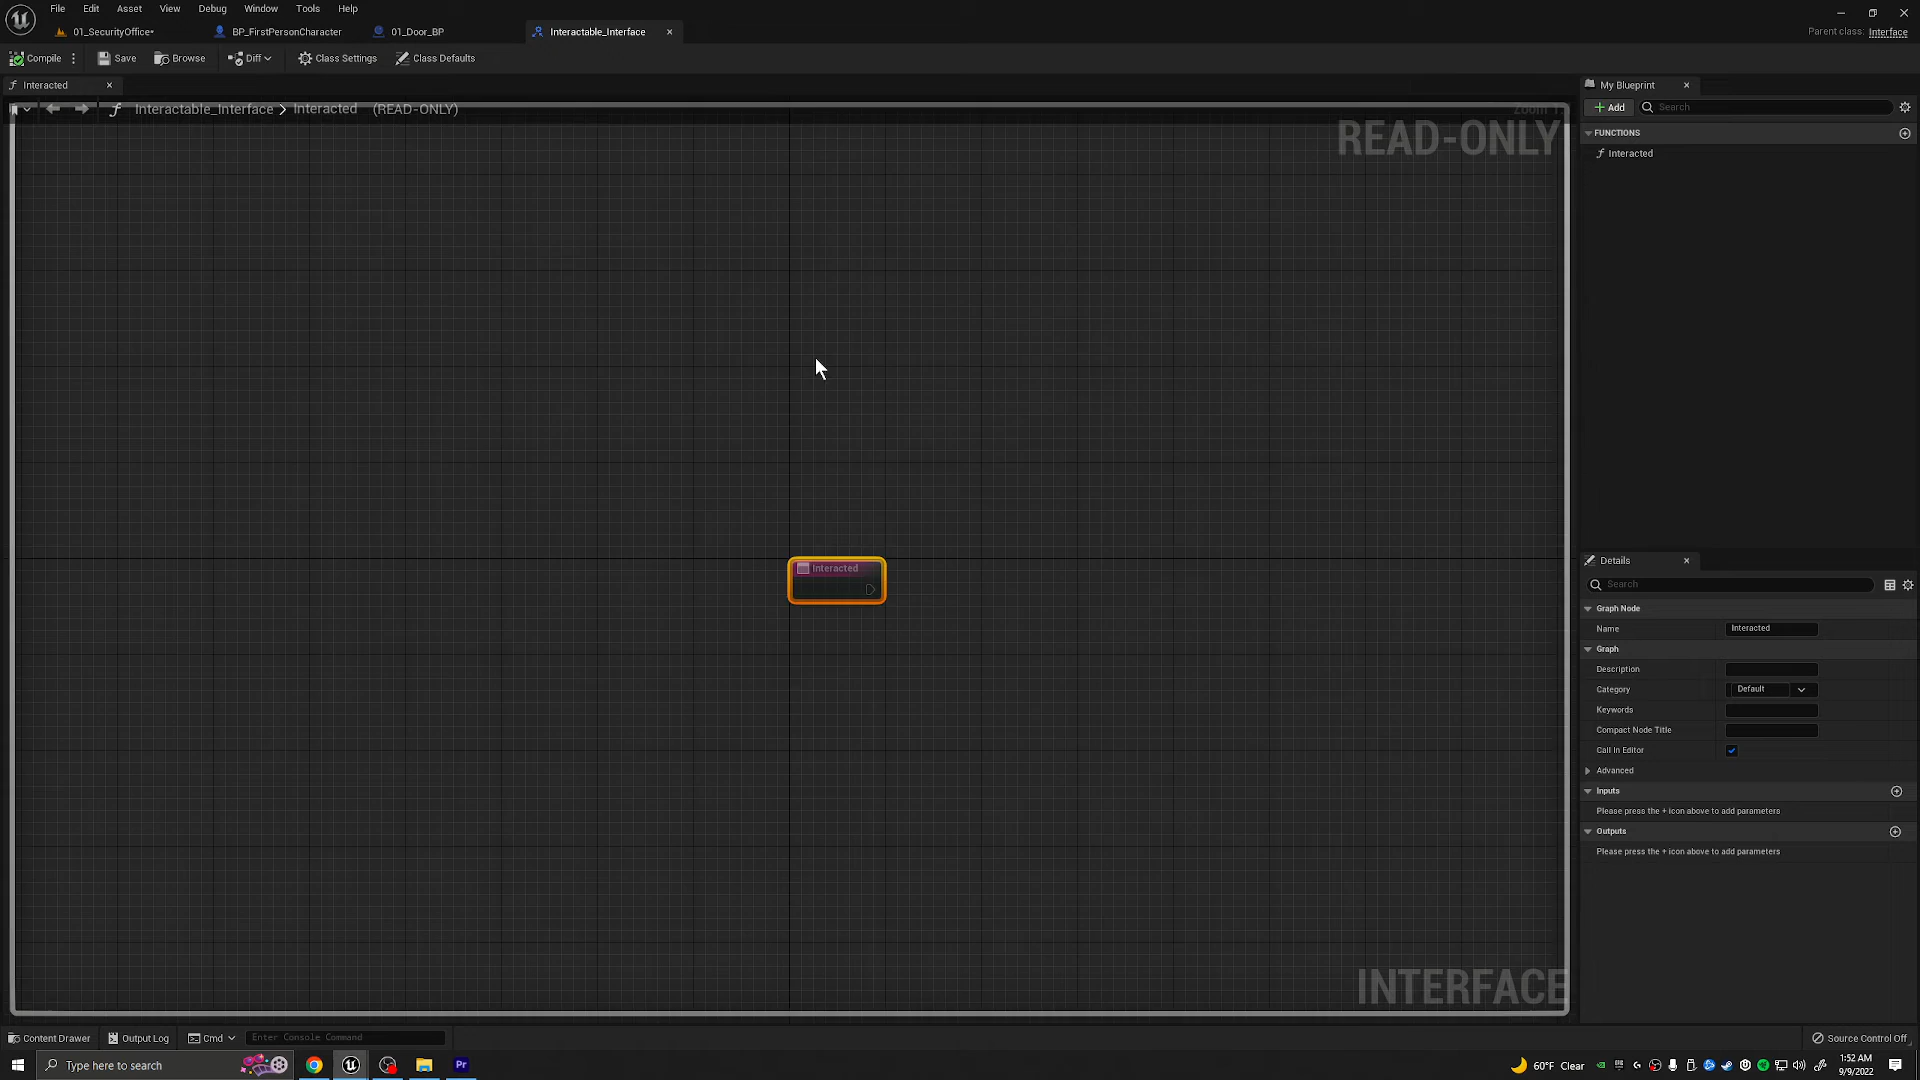 File Edit Asset View Debug Window Tools Help
01_SecurityOffice* BP_FirstPersonCharacter 01_Door_BP Interactable_Interface
Parent class: Interface
Compile Save Browse Diff Class Settings Class Defaults
Interacted
Interactable_Interface > Interacted (READ-ONLY)
READ-ONLY
Interacted
INTERFACE
My Blueprint
Add Search
FUNCTIONS
Interacted
Details
Search
Graph Node
Name Interacted
Graph
Description
Category Default
Keywords
Compact Node Title
Call In Editor
Advanced
Inputs
Please press the + icon above to add parameters
Outputs
Please press the + icon above to add parameters
Content Drawer Output Log Cmd Enter Console Command
Source Control Off
Type here to search
Pr
60°F Clear
1:52 AM
9/9/2022